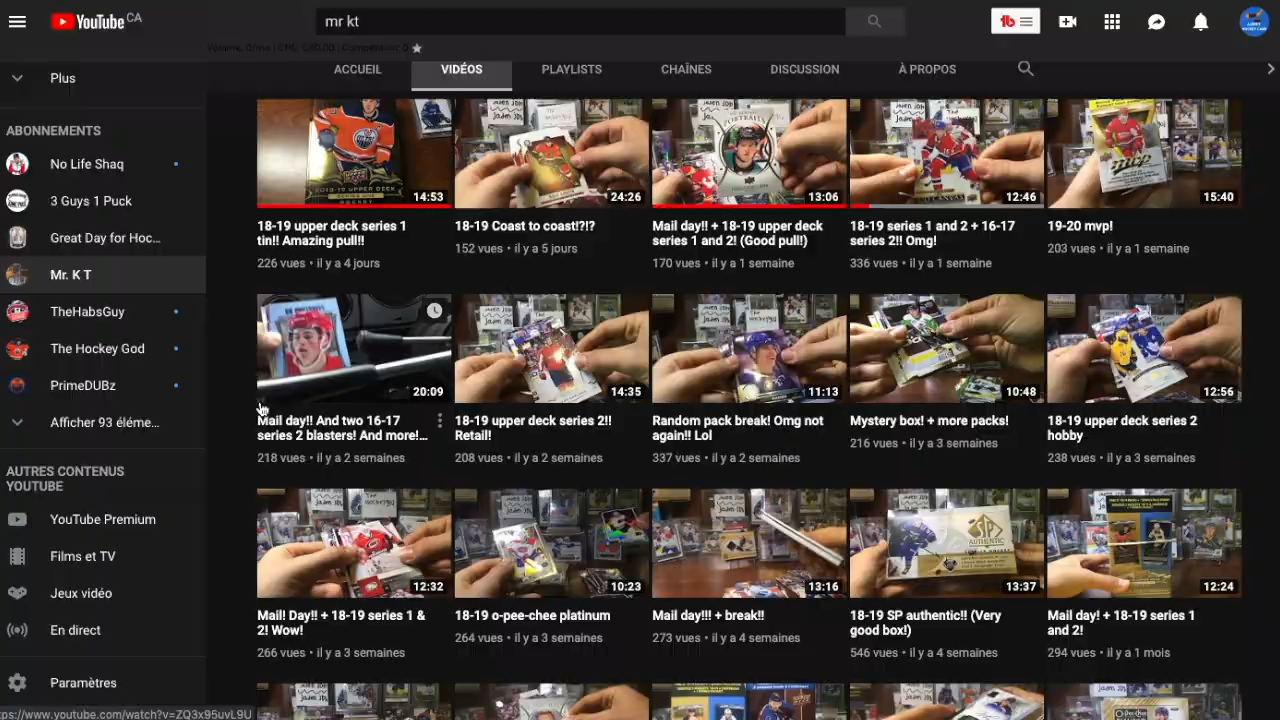 YouTube CA
mr kt
ACCUEIL
VIDÉOS
PLAYLISTS
CHAÎNES
DISCUSSION
À PROPOS
Plus
ABONNEMENTS
No Life Shaq
3 Guys 1 Puck
Great Day for Hoc...
Mr. K T
TheHabsGuy
The Hockey God
PrimeDUBz
Afficher 93 éléme...
AUTRES CONTENUS
YOUTUBE
YouTube Premium
Films et TV
Jeux vidéo
En direct
Paramètres
14:53
18-19 upper deck series 1
tin!! Amazing pull!!
226 vues • il y a 4 jours
24:26
18-19 Coast to coast!?!?
152 vues • il y a 5 jours
13:06
Mail day!! + 18-19 upper deck
series 1 and 2! (Good pull!)
170 vues • il y a 1 semaine
12:46
18-19 series 1 and 2 + 16-17
series 2!! Omg!
336 vues • il y a 1 semaine
15:40
19-20 mvp!
203 vues • il y a 1 semaine
20:09
Mail day!! And two 16-17
series 2 blasters! And more!...
218 vues • il y a 2 semaines
14:35
18-19 upper deck series 2!!
Retail!
208 vues • il y a 2 semaines
11:13
Random pack break! Omg not
again!! Lol
337 vues • il y a 2 semaines
10:48
Mystery box! + more packs!
216 vues • il y a 3 semaines
12:56
18-19 upper deck series 2
hobby
238 vues • il y a 3 semaines
12:32
Mail! Day!! + 18-19 series 1 &
2! Wow!
266 vues • il y a 3 semaines
10:23
18-19 o-pee-chee platinum
264 vues • il y a 3 semaines
13:16
Mail day!!! + break!!
273 vues • il y a 4 semaines
13:37
18-19 SP authentic!! (Very
good box!)
546 vues • il y a 4 semaines
12:24
Mail day! + 18-19 series 1
and 2!
294 vues • il y a 1 mois
ps://www.youtube.com/watch?v=ZQ3x95uvL9U